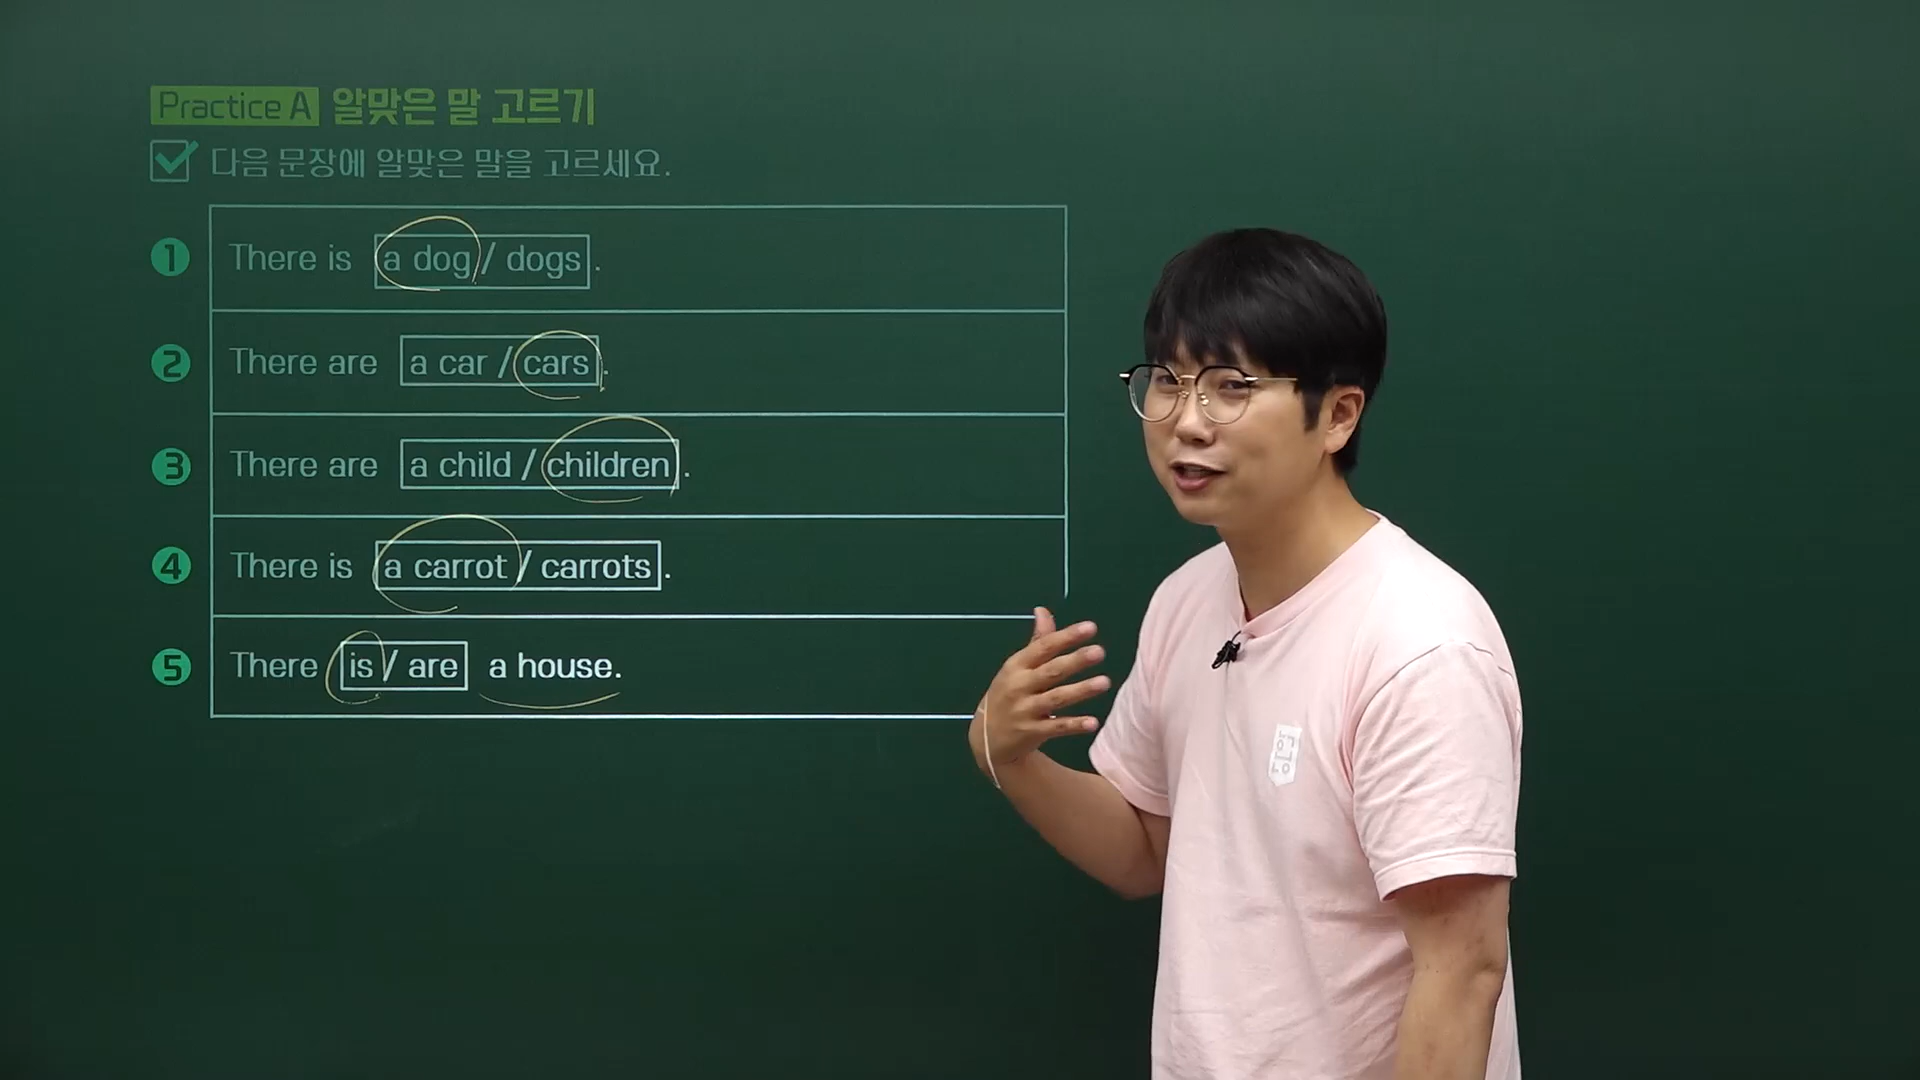 Practice A 알맞은 말 고르기
다음 문장에 알맞은 말을 고르세요.
1 There is a dog / dogs .
2 There are a car / cars .
3 There are a child / children .
4 There is a carrot / carrots .
5 There is / are a house.